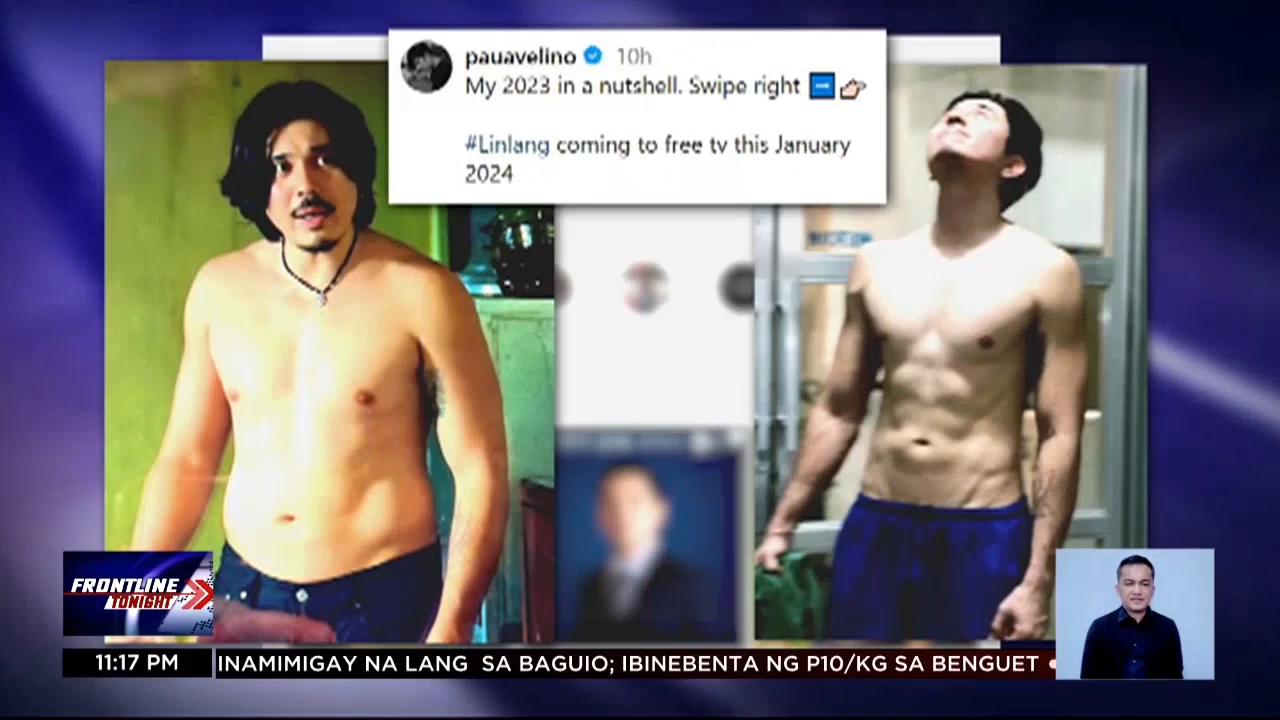 pauavelino 10h
My 2023 in a nutshell. Swipe right ➡️ 👉🏻
#Linlang coming to free tv this January
2024
FRONTLINE
TONIGHT
11:17 PM
INAMIMIGAY NA LANG SA BAGUIO; IBINEBENTA NG P10/KG SA BENGUET •